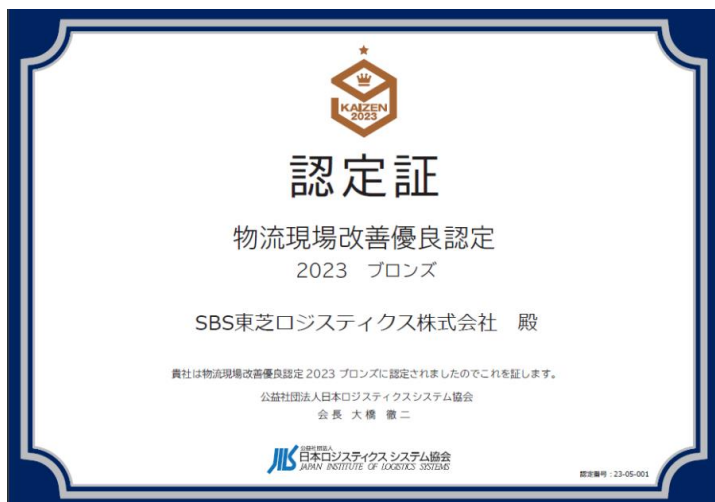 KAIZEN
2023
認定証
物流現場改善優良認定
2023　ブロンズ
SBS東芝ロジスティクス株式会社　殿
貴社は物流現場改善優良認定 2023 ブロンズに認定されましたのでこれを証します。
公益社団法人日本ロジスティクスシステム協会
会長 大橋 徹二
JILS
公益社団法人
日本ロジスティクス システム協会
JAPAN INSTITUTE OF LOGISTICS SYSTEMS
認定番号：23-05-001